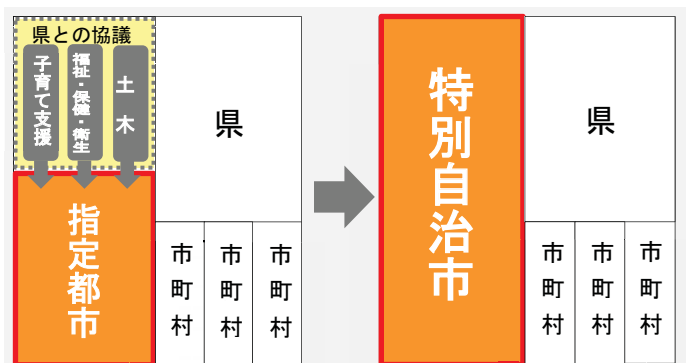 県との協議
子育て支援
福祉・保健・衛生
土木
県
指定都市
市町村
市町村
市町村
特別自治市
県
市町村
市町村
市町村